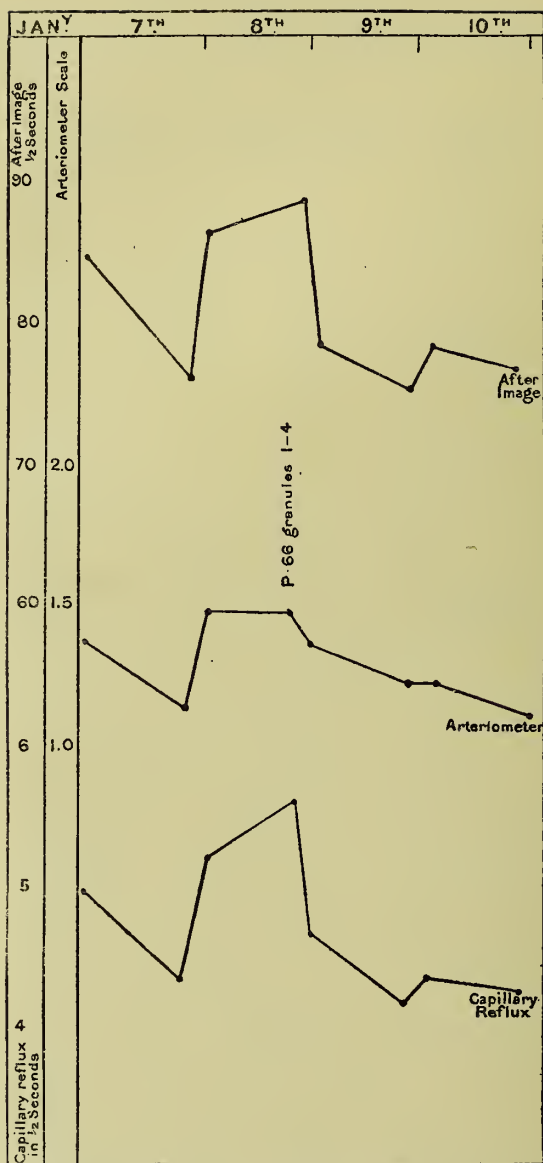 JANY 7TH 8TH 9TH 10TH
After Image
½ Seconds
Arteriometer Scale
90
80
After
Image
70 2.0
P·66 granules 1-4
60 1.5
Arteriometer
6 1.0
5
Capillary
Reflux
4
Capillary reflux
in ½ Seconds